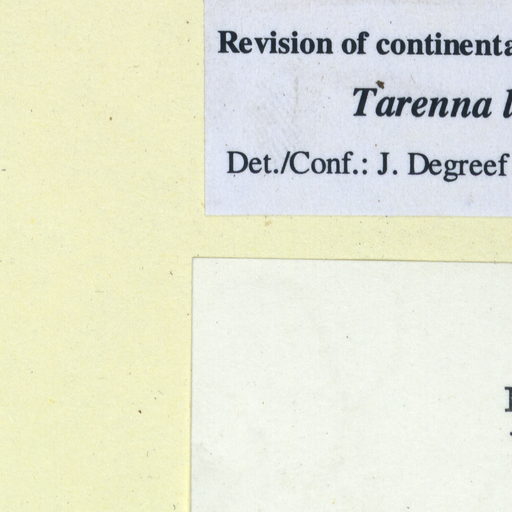 Revision of continenta
Tarenna l
Det./Conf.: J. Degreef